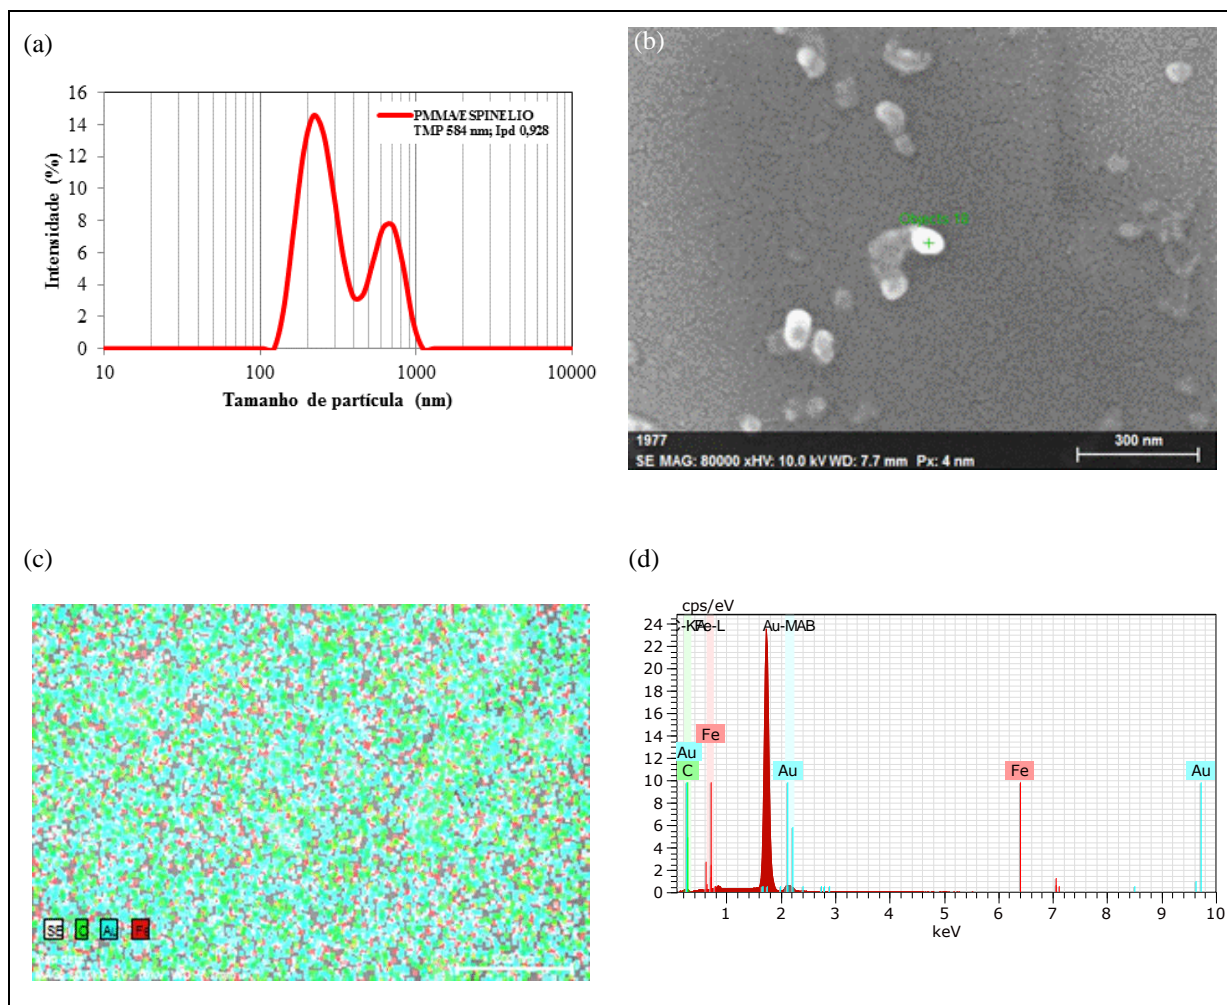 (a)
16
14
12
10
8
6
4
2
0
Intensidade (%)
PMMA/ESPINELIO
TMP 584 nm; Ipd 0,928
10 100 1000 10000
Tamanho de partícula (nm)
(b)
1977
300 nm
SE MAG: 80000 xHV: 10.0 kV WD: 7.7 mm Px: 4 nm
(c)
SE C Au Fe
(d)
cps/eV
24
22
20
18
16
14
12
10
8
6
4
2
0
Fe-L Au-MAB
Fe
Au
C
Au
Fe
Au
1 2 3 4 5 6 7 8 9 10
keV